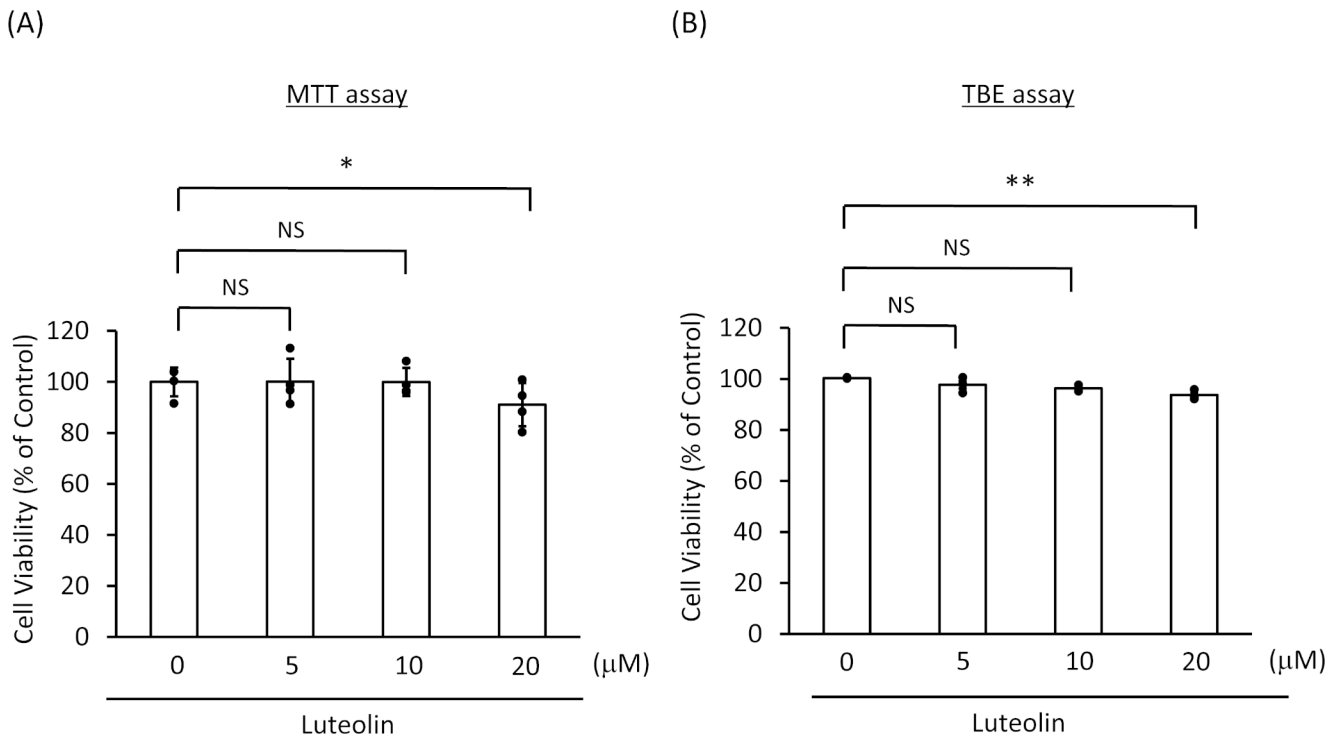 (A)
MTT assay
*
NS
NS
Cell Viability (% of Control)
120
100
80
60
40
20
0
0 5 10 20 (μM)
Luteolin
(B)
TBE assay
**
NS
NS
Cell Viability (% of Control)
120
100
80
60
40
20
0
0 5 10 20 (μM)
Luteolin